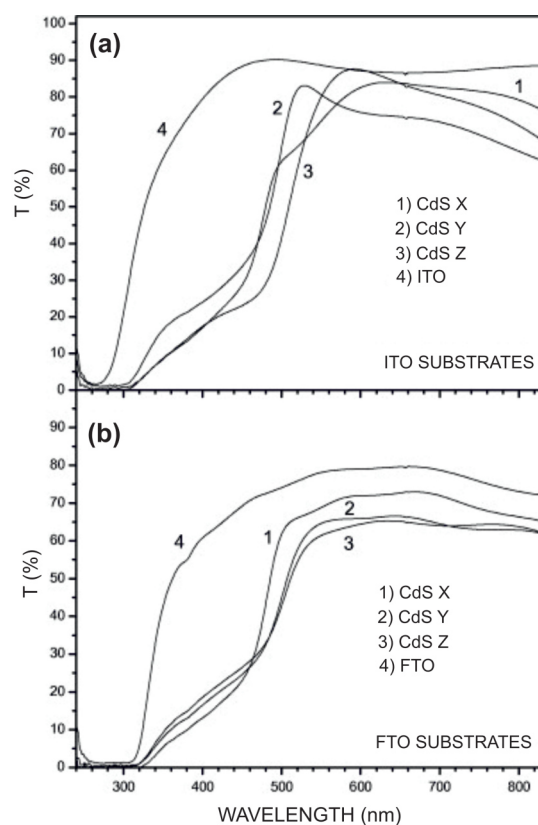 (a)
T (%)
100
90
80
70
60
50
40
30
20
10
0
1
2
3
4
1) CdS X
2) CdS Y
3) CdS Z
4) ITO
ITO SUBSTRATES
(b)
T (%)
90
80
70
60
50
40
30
20
10
0
4
1
2
3
1) CdS X
2) CdS Y
3) CdS Z
4) FTO
FTO SUBSTRATES
300 400 500 600 700 800
WAVELENGTH (nm)